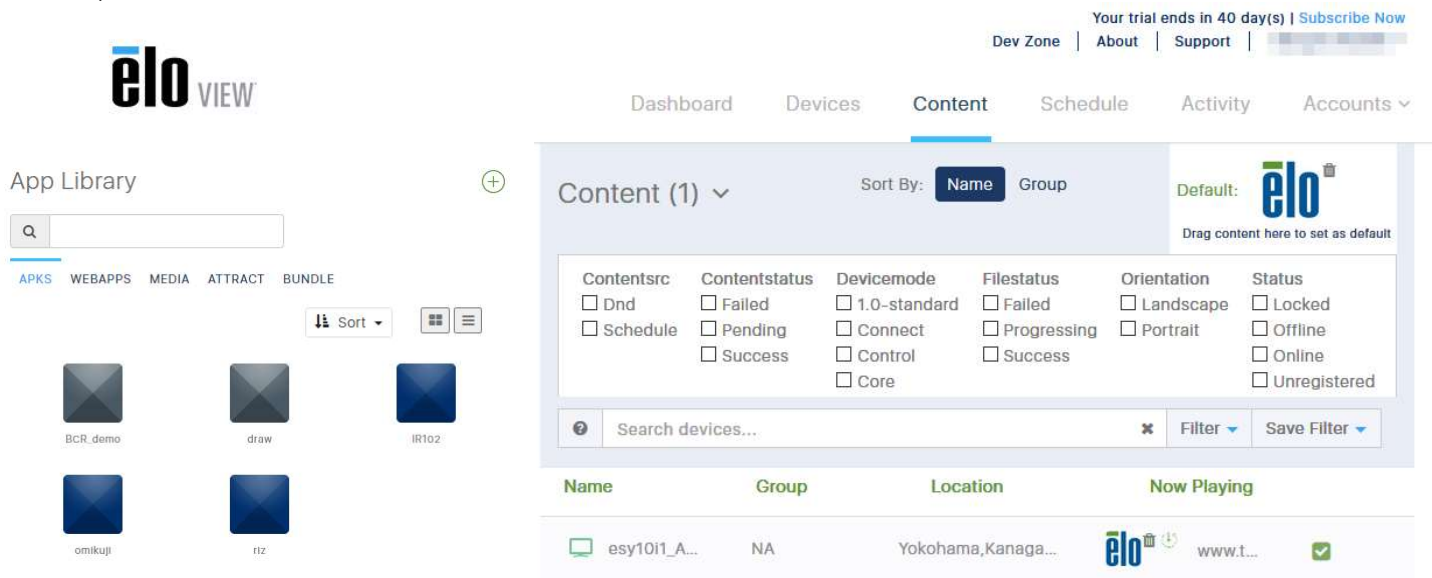 Your trial ends in 40 day(s) | Subscribe Now
Dev Zone | About | Support |
ēlo VIEW
Dashboard Devices Content Schedule Activity Accounts
App Library
APKS WEBAPPS MEDIA ATTRACT BUNDLE
Sort
BCR_demo draw IR102
omikuji riz
Content (1)
Sort By: Name Group
Default: ēlo
Drag content here to set as default
Contentsrc Contentstatus Devicemode Filestatus Orientation Status
Dnd Failed 1.0-standard Failed Landscape Locked
Schedule Pending Connect Progressing Portrait Offline
Success Control Success Online
Core Unregistered
Search devices...
Filter Save Filter
Name Group Location Now Playing
esy10i1_A... NA Yokohama,Kanaga... ēlo www.t...